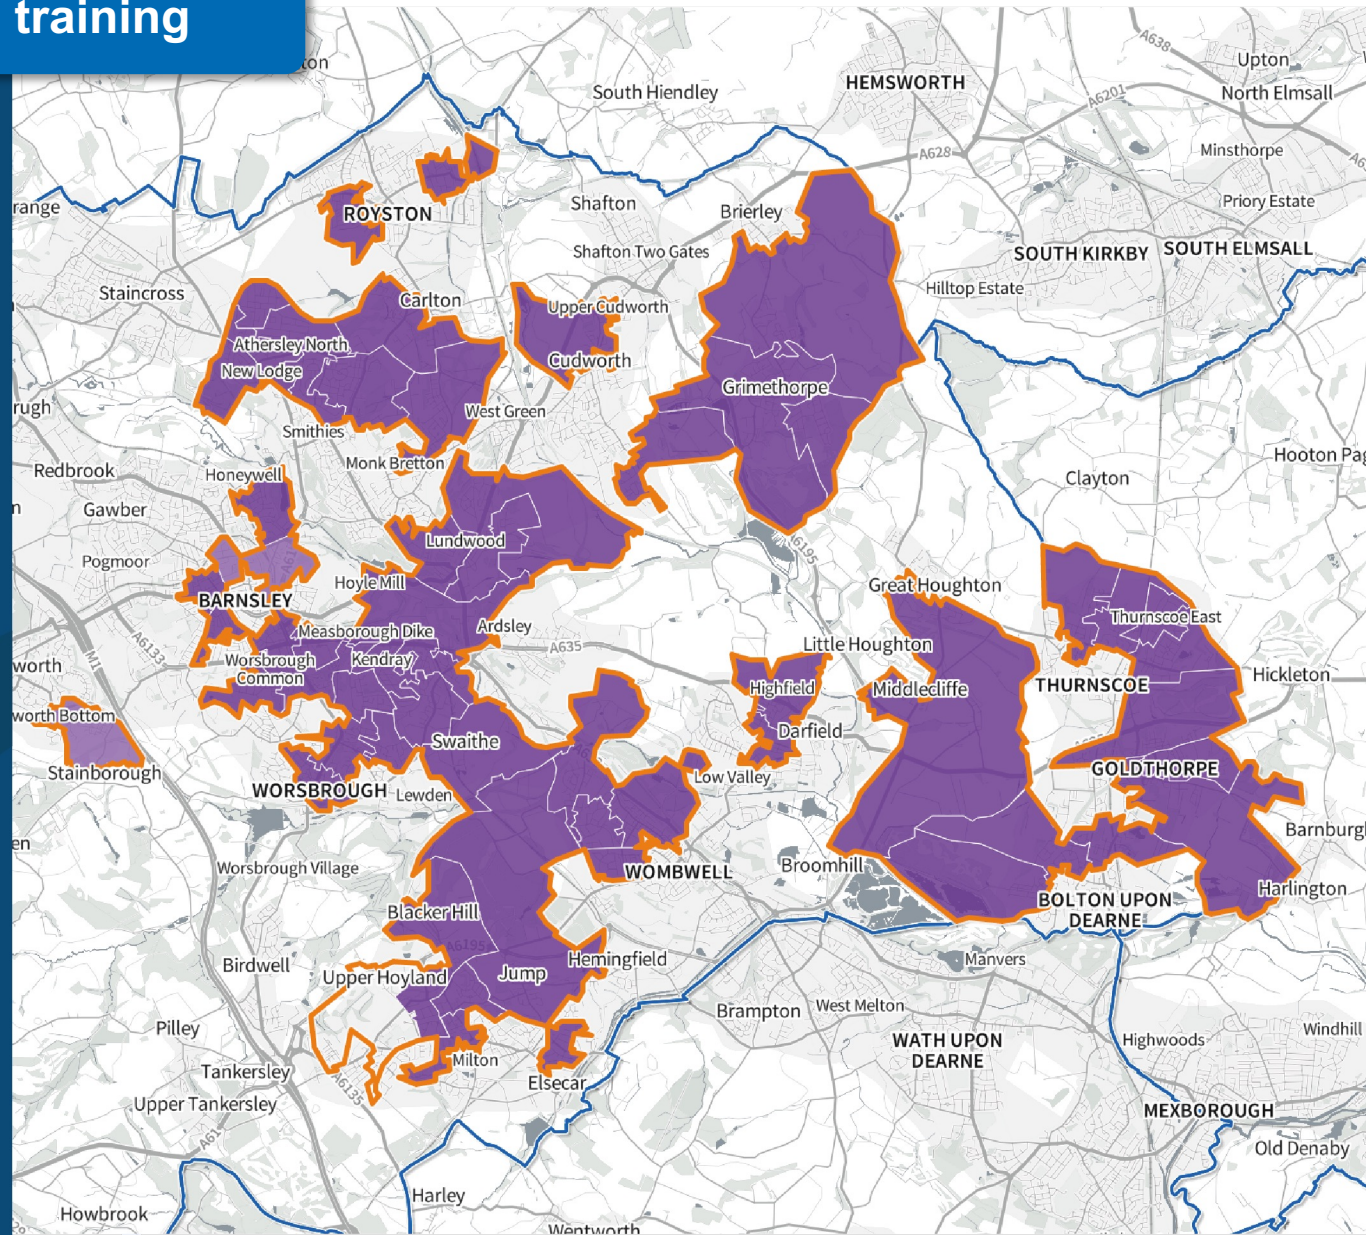 training
ton
HEMSWORTH
A638
Upton
North Elmsall
South Hiendley
A6201
A628
Minsthorpe
range
ROYSTON
Shafton
Brierley
Priory Estate
Shafton Two Gates
SOUTH KIRKBY
SOUTH ELMSALL
Staincross
Carlton
Upper Cudworth
Hilltop Estate
Athersley North
New Lodge
Cudworth
Grimethorpe
rugh
West Green
Smithies
Redbrook
Honeywell
Monk Bretton
Clayton
Hooton Pag
Gawber
n
Lundwood
A6195
Pogmoor
A61
Hoyle Mill
Great Houghton
BARNSLEY
Measborough Dike
Ardsley
Thurnscoe East
A6133
M1
A635
Little Houghton
worth
Worsbrough
Common
Kendray
Highfield
Middlecliffe
THURNSCOE
Hickleton
worth Bottom
Swaithe
Darfield
Stainborough
Low Valley
GOLDTHORPE
WORSBROUGH
Lewden
en
Barnburg
Worsbrough Village
WOMBWELL
Broomhill
Harlington
BOLTON UPON
DEARNE
Blacker Hill
A6195
Birdwell
Upper Hoyland
Jump
Hemingfield
Manvers
Pilley
Brampton
West Melton
Windhill
WATH UPON
DEARNE
Highwoods
Tankersley
Milton
Elsecar
A6135
Upper Tankersley
A61
MEXBOROUGH
Old Denaby
Harley
Howbrook
Wentworth